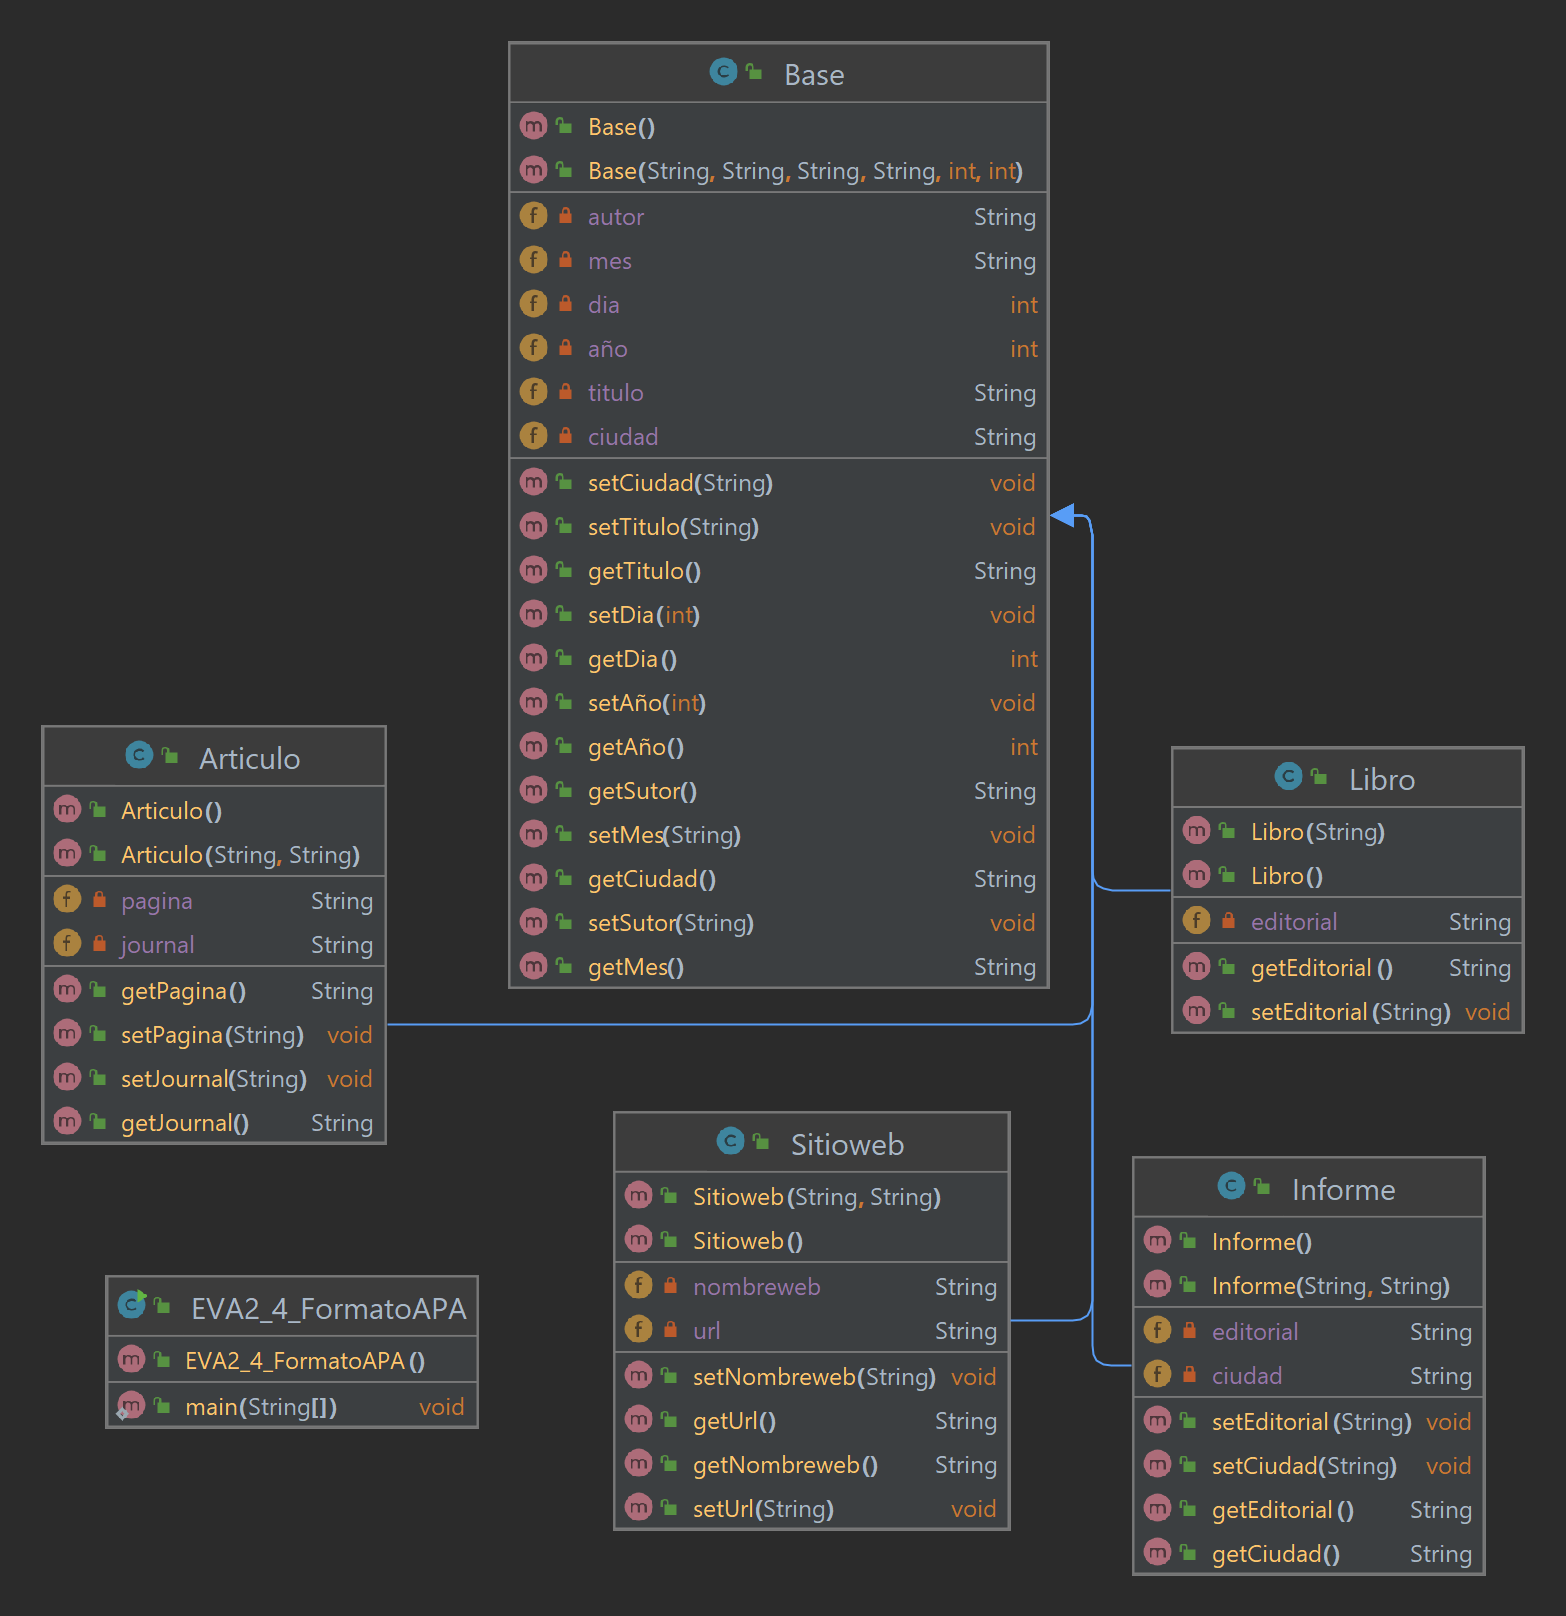 Base
Base()
Base(String, String, String, String, int, int)
autor String
mes String
dia int
año int
titulo String
ciudad String
setCiudad(String) void
setTitulo(String) void
getTitulo() String
setDia(int) void
getDia() int
setAño(int) void
getAño() int
getSutor() String
setMes(String) void
getCiudad() String
setSutor(String) void
getMes() String
Articulo
Articulo()
Articulo(String, String)
pagina String
journal String
getPagina() String
setPagina(String) void
setJournal(String) void
getJournal() String
Libro
Libro(String)
Libro()
editorial String
getEditorial() String
setEditorial(String) void
Sitioweb
Sitioweb(String, String)
Sitioweb()
nombreweb String
url String
setNombreweb(String) void
getUrl() String
getNombreweb() String
setUrl(String) void
Informe
Informe()
Informe(String, String)
editorial String
ciudad String
setEditorial(String) void
setCiudad(String) void
getEditorial() String
getCiudad() String
EVA2_4_FormatoAPA
EVA2_4_FormatoAPA()
main(String[]) void